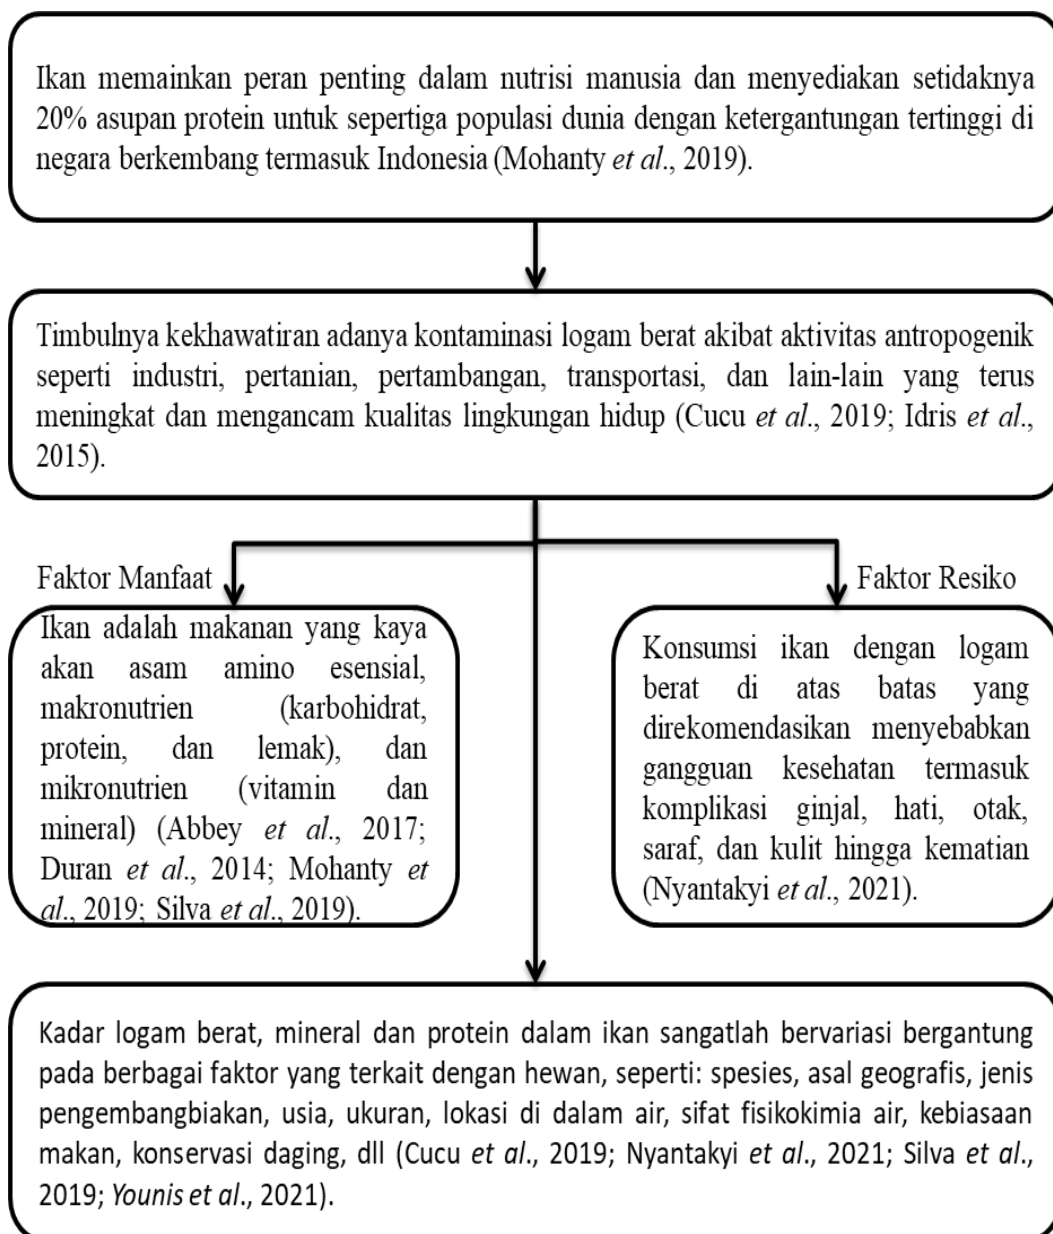 Ikan memainkan peran penting dalam nutrisi manusia dan menyediakan setidaknya
20% asupan protein untuk sepertiga populasi dunia dengan ketergantungan tertinggi di
negara berkembang termasuk Indonesia (Mohanty et al., 2019).
Timbulnya kekhawatiran adanya kontaminasi logam berat akibat aktivitas antropogenik
seperti industri, pertanian, pertambangan, transportasi, dan lain-lain yang terus
meningkat dan mengancam kualitas lingkungan hidup (Cucu et al., 2019; Idris et al.,
2015).
Faktor Manfaat
Ikan adalah makanan yang kaya
akan asam amino esensial,
makronutrien (karbohidrat,
protein, dan lemak), dan
mikronutrien (vitamin dan
mineral) (Abbey et al., 2017;
Duran et al., 2014; Mohanty et
al., 2019; Silva et al., 2019).
Faktor Resiko
Konsumsi ikan dengan logam
berat di atas batas yang
direkomendasikan menyebabkan
gangguan kesehatan termasuk
komplikasi ginjal, hati, otak,
saraf, dan kulit hingga kematian
(Nyantakyi et al., 2021).
Kadar logam berat, mineral dan protein dalam ikan sangatlah bervariasi bergantung
pada berbagai faktor yang terkait dengan hewan, seperti: spesies, asal geografis, jenis
pengembangbiakan, usia, ukuran, lokasi di dalam air, sifat fisikokimia air, kebiasaan
makan, konservasi daging, dll (Cucu et al., 2019; Nyantakyi et al., 2021; Silva et al.,
2019; Younis et al., 2021).